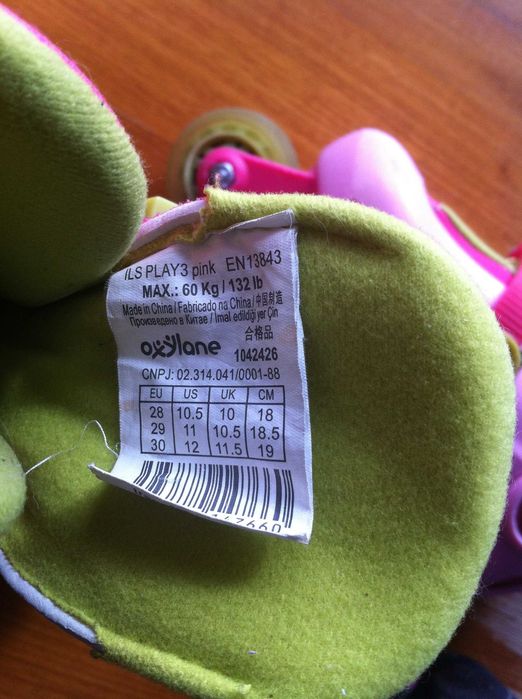 ILS PLAY3 pink EN13843
MAX.: 60 Kg / 132 lb
Made in China / Fabricado na China / 中国制造
Произведено в Китае / Imal edildiği yer Çin
合格品
oxylane 1042426
CNPJ: 02.314.041/0001-88
EU US UK CM
28 10.5 10 18
29 11 10.5 18.5
30 12 11.5 19